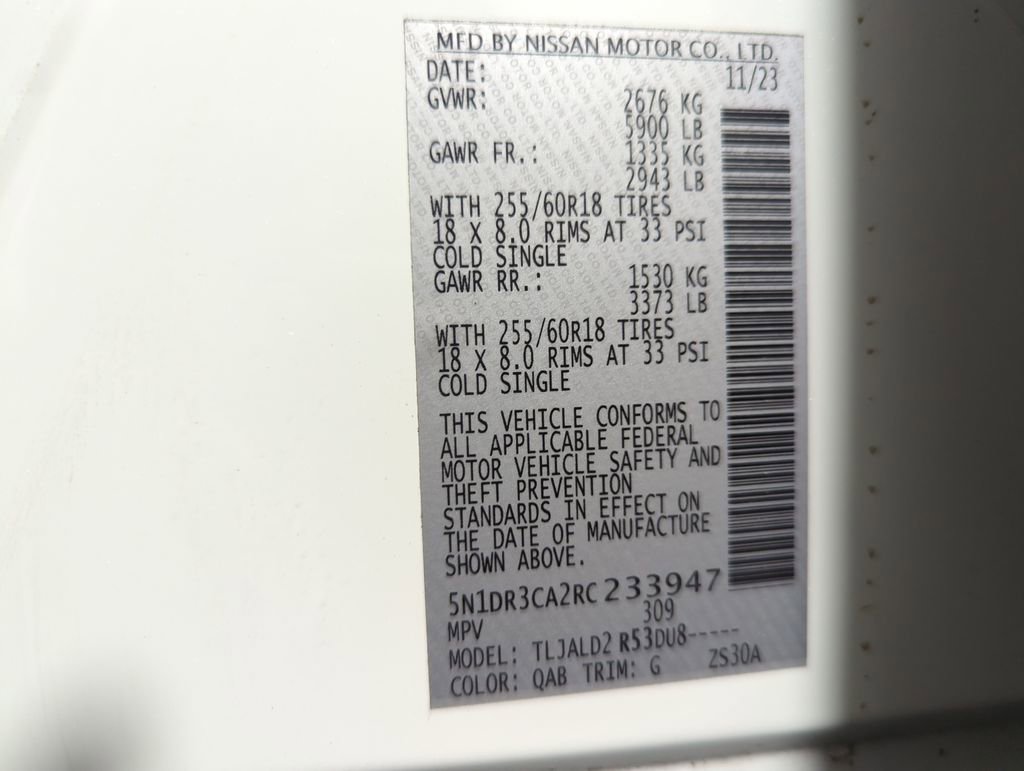 MFD BY NISSAN MOTOR CO., LTD.
DATE: 11/23
GVWR: 2676 KG
5900 LB
GAWR FR.: 1335 KG
2943 LB
WITH 255/60R18 TIRES
18 X 8.0 RIMS AT 33 PSI
COLD SINGLE
GAWR RR.: 1530 KG
3373 LB
WITH 255/60R18 TIRES
18 X 8.0 RIMS AT 33 PSI
COLD SINGLE
THIS VEHICLE CONFORMS TO
ALL APPLICABLE FEDERAL
MOTOR VEHICLE SAFETY AND
THEFT PREVENTION
STANDARDS IN EFFECT ON
THE DATE OF MANUFACTURE
SHOWN ABOVE.
5N1DR3CA2RC 233947
MPV 309
MODEL: TLJALD2 R53DU8-----
COLOR: QAB TRIM: G ZS30A